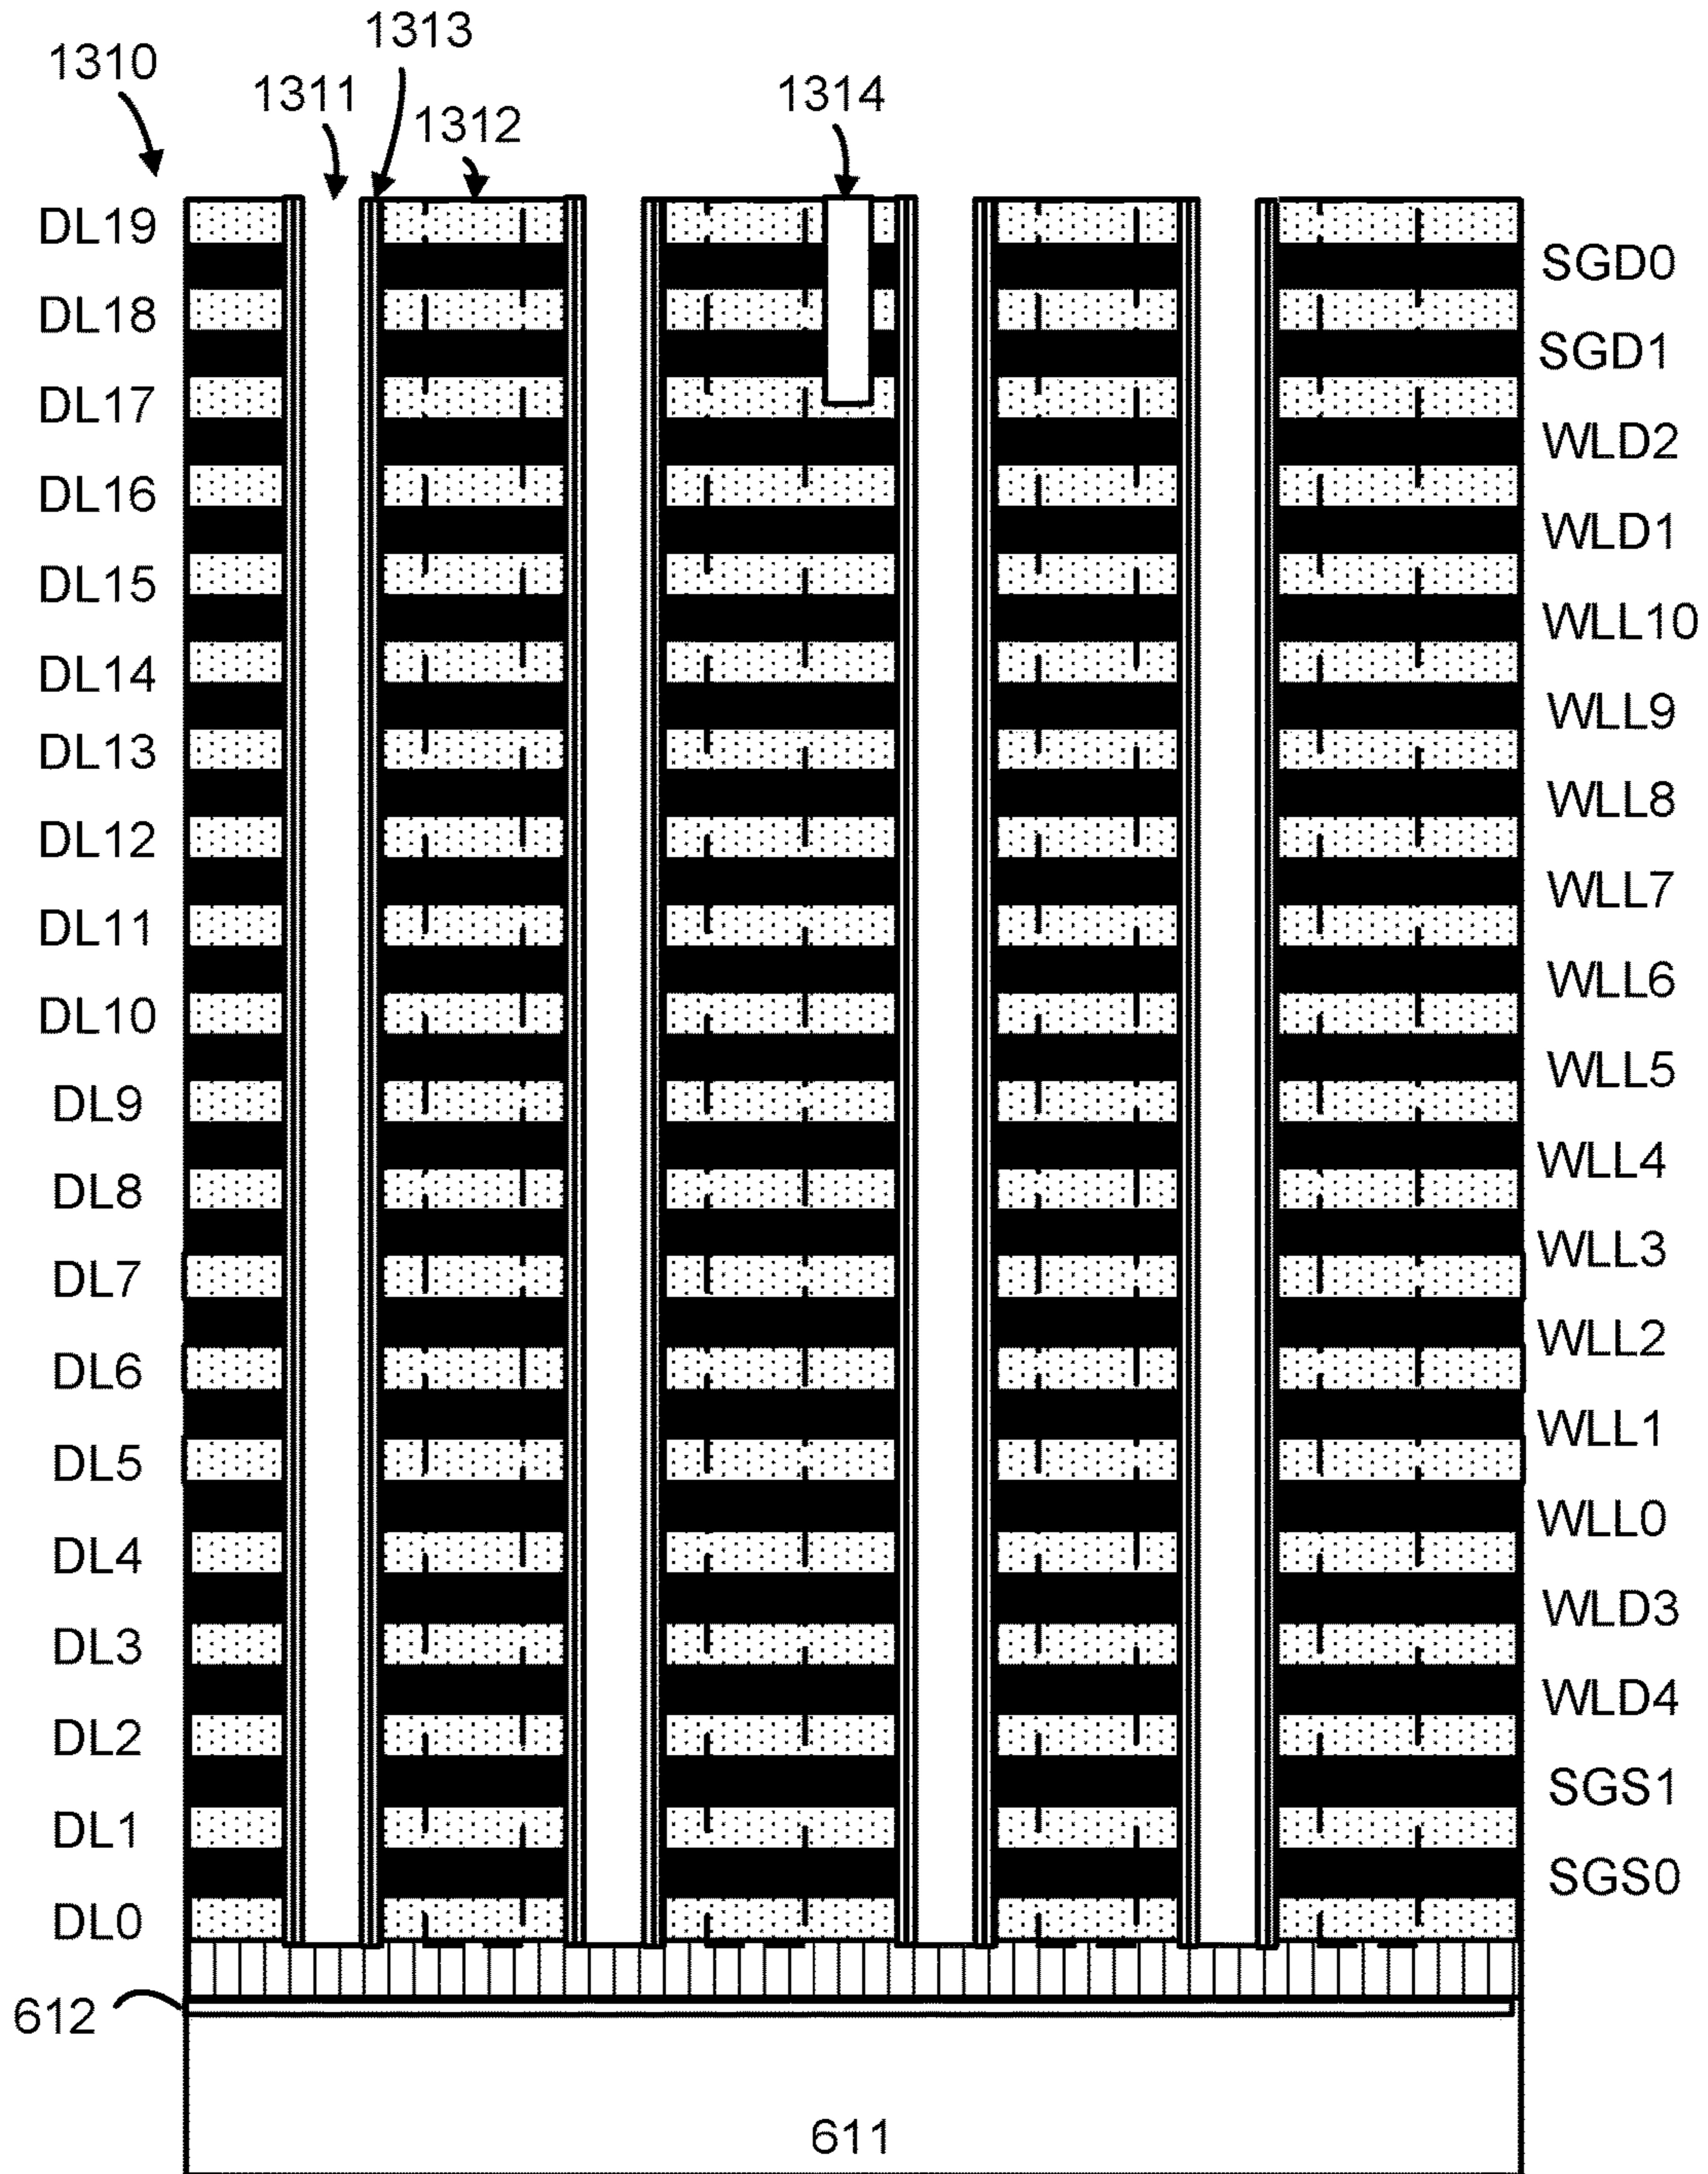 1313
1310
1311
1314
1312
DL19
SGD0
DL18
SGD1
DL17
WLD2
DL16
WLD1
DL15
WLL10
DL14
WLL9
DL13
WLL8
DL12
WLL7
DL11
WLL6
DL10
WLL5
DL9
WLL4
DL8
WLL3
DL7
WLL2
DL6
WLL1
DL5
WLL0
DL4
WLD3
DL3
WLD4
DL2
SGS1
DL1
SGS0
DL0
612
611